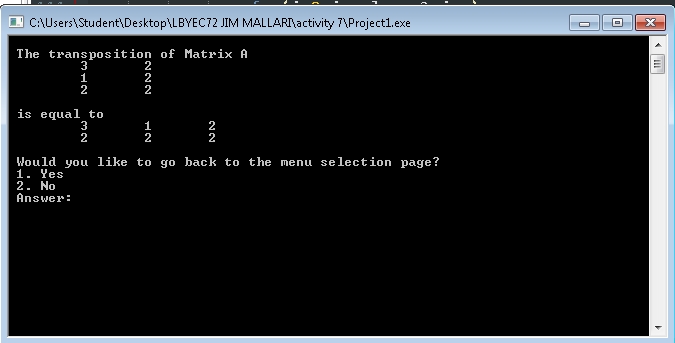 C:\Users\Student\Desktop\LBYEC72 JIM MALLARI\activity 7\Project1.exe
The transposition of Matrix A
3 2
1 2
2 2
is equal to
3 1 2
2 2 2
Would you like to go back to the menu selection page?
1. Yes
2. No
Answer: